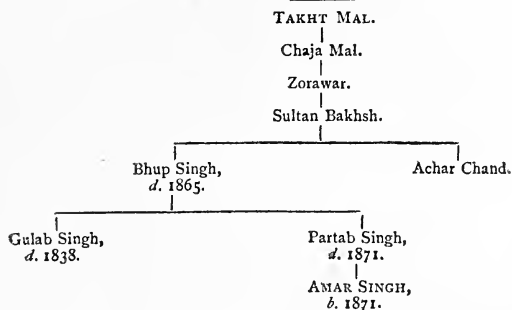 TAKHT MAL.
Chaja Mal.
Zorawar.
Sultan Bakhsh.
Bhup Singh,
d. 1865.
Achar Chand.
Gulab Singh,
d. 1838.
Partab Singh,
d. 1871.
AMAR SINGH,
b. 1871.